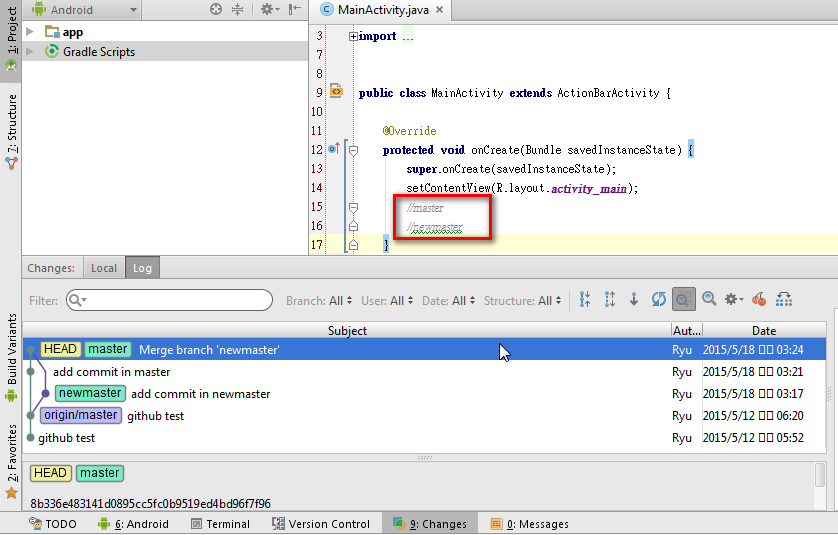 Android
MainActivity.java
1: Project
app
Gradle Scripts
7: Structure
Build Variants
2: Favorites
3 import ...
7
8
9 public class MainActivity extends ActionBarActivity {
10
11 @Override
12 protected void onCreate(Bundle savedInstanceState) {
13 super.onCreate(savedInstanceState);
14 setContentView(R.layout.activity_main);
15 //master
16 //newmaster
17 }
Changes: Local Log
Filter: Branch: All User: All Date: All Structure: All
Subject Aut... Date
HEAD master Merge branch 'newmaster' Ryu 2015/5/18 03:24
add commit in master Ryu 2015/5/18 03:21
newmaster add commit in newmaster Ryu 2015/5/18 03:17
origin/master github test Ryu 2015/5/12 06:20
github test Ryu 2015/5/12 05:52
HEAD master
8b336e483141d0895cc5fc0b9519ed4bd96f7f96
TODO 6: Android Terminal Version Control 9: Changes 0: Messages